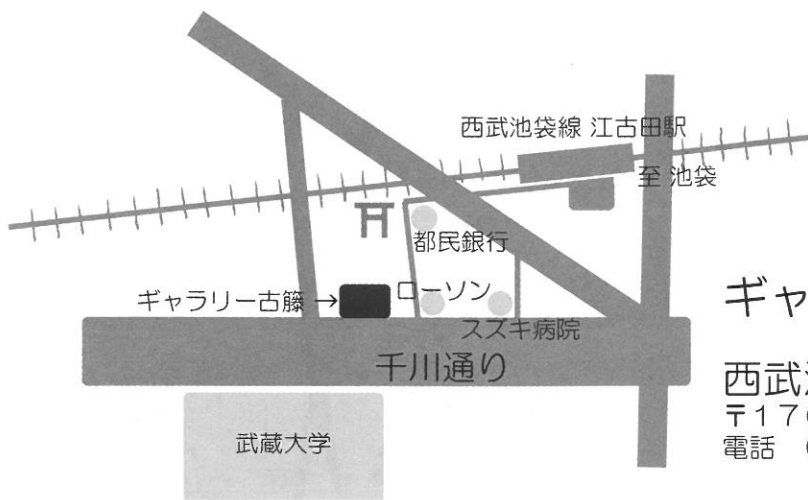 西武池袋線 江古田駅
至 池袋
都民銀行
ギャラリー古籐 →
ローソン
スズキ病院
千川通り
武蔵大学
ギャ
西武
〒17
電話